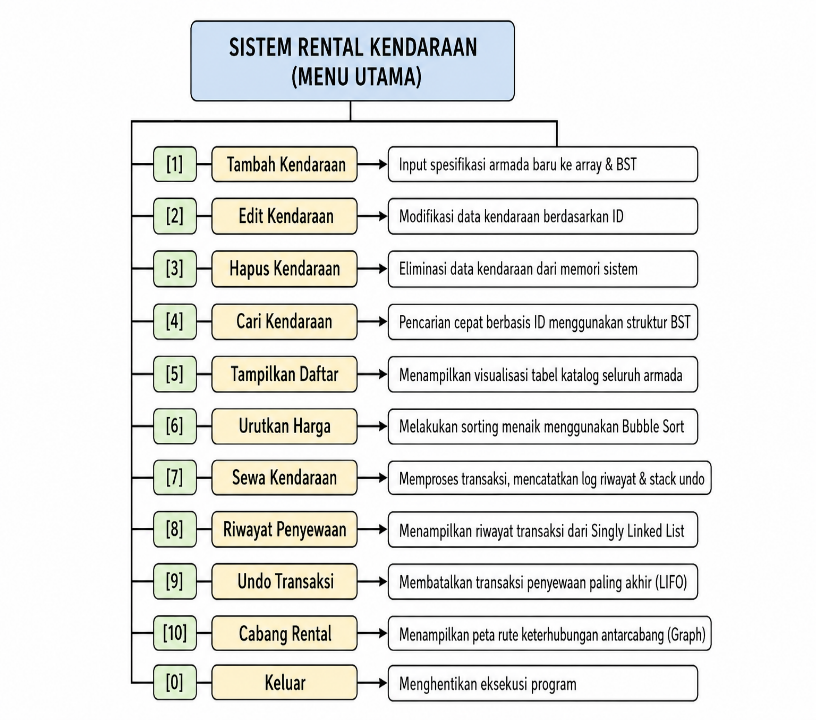 SISTEM RENTAL KENDARAAN
(MENU UTAMA)
[1] Tambah Kendaraan Input spesifikasi armada baru ke array & BST
[2] Edit Kendaraan Modifikasi data kendaraan berdasarkan ID
[3] Hapus Kendaraan Eliminasi data kendaraan dari memori sistem
[4] Cari Kendaraan Pencarian cepat berbasis ID menggunakan struktur BST
[5] Tampilkan Daftar Menampilkan visualisasi tabel katalog seluruh armada
[6] Urutkan Harga Melakukan sorting menaik menggunakan Bubble Sort
[7] Sewa Kendaraan Memproses transaksi, mencatatkan log riwayat & stack undo
[8] Riwayat Penyewaan Menampilkan riwayat transaksi dari Singly Linked List
[9] Undo Transaksi Membatalkan transaksi penyewaan paling akhir (LIFO)
[10] Cabang Rental Menampilkan peta rute keterhubungan antarcabang (Graph)
[0] Keluar Menghentikan eksekusi program